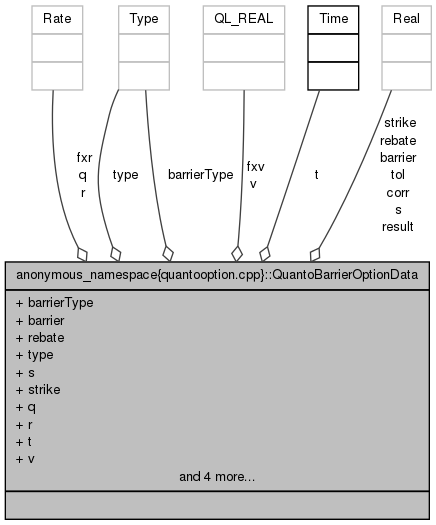 Rate
Type
QL_REAL
Time
Real
fxr
q
r
type
barrierType
fxv
v
t
strike
rebate
barrier
tol
corr
s
result
anonymous_namespace{quantooption.cpp}::QuantoBarrierOptionData
+ barrierType
+ barrier
+ rebate
+ type
+ s
+ strike
+ q
+ r
+ t
+ v
and 4 more...